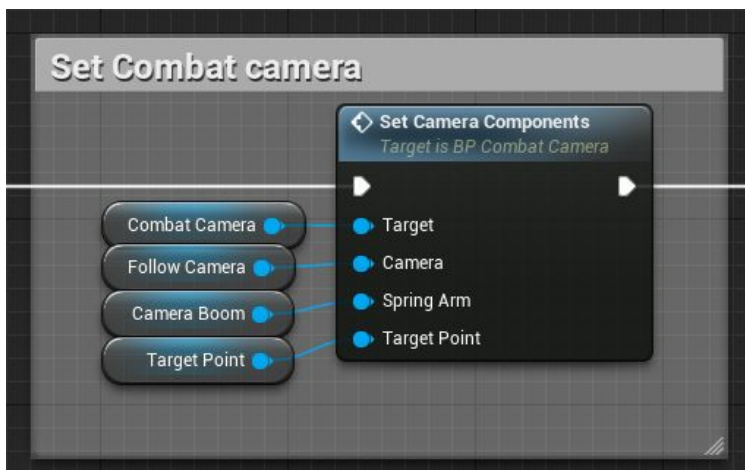 Set Combat camera
Set Camera Components
Target is BP Combat Camera
Combat Camera
Target
Follow Camera
Camera
Camera Boom
Spring Arm
Target Point
Target Point